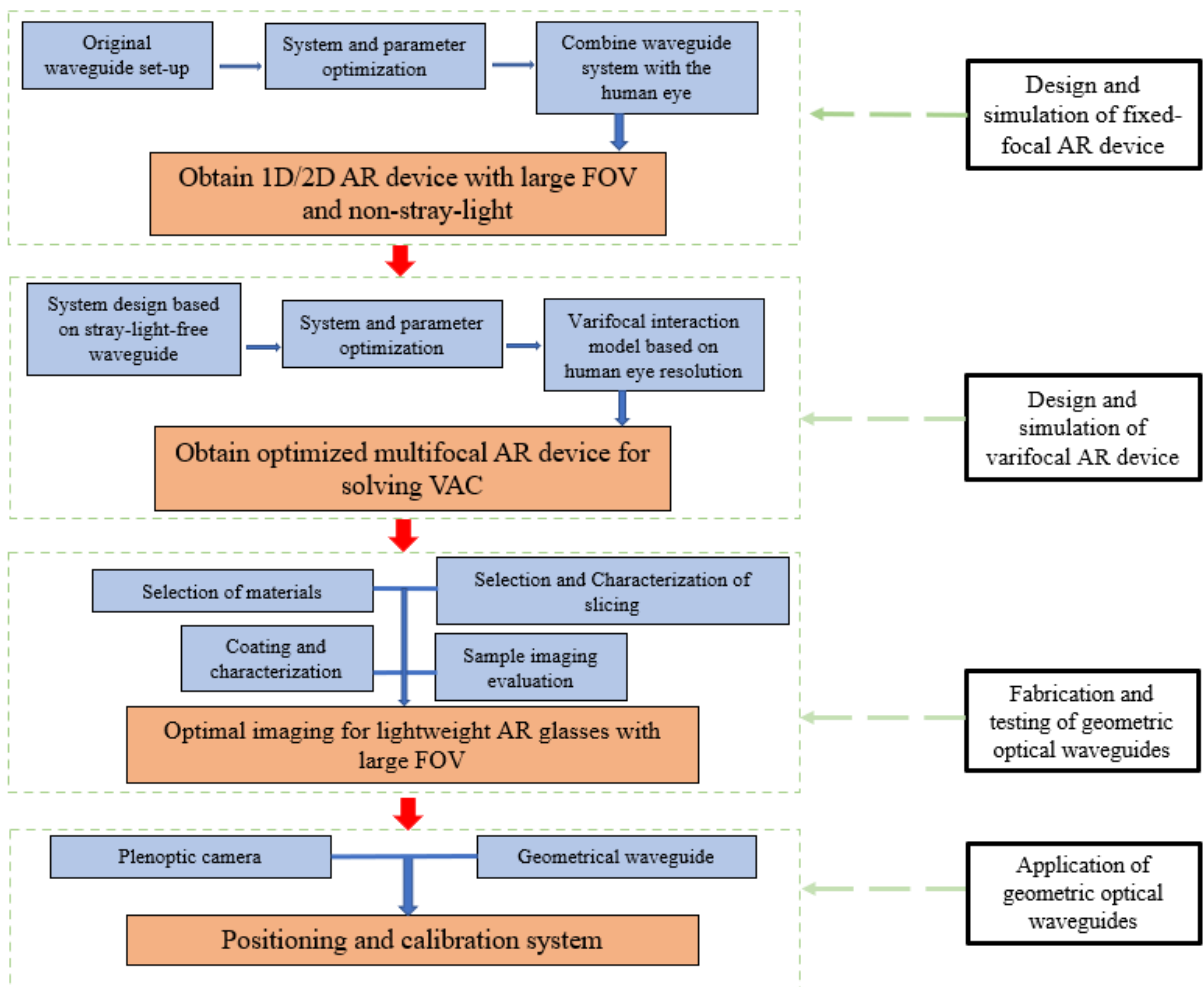 Original
waveguide set-up
System and parameter
optimization
Combine waveguide
system with the
human eye
Obtain 1D/2D AR device with large FOV
and non-stray-light
Design and
simulation of fixed-
focal AR device
System design based
on stray-light-free
waveguide
System and parameter
optimization
Varifocal interaction
model based on
human eye resolution
Obtain optimized multifocal AR device for
solving VAC
Design and
simulation of
varifocal AR device
Selection of materials
Selection and Characterization of
slicing
Coating and
characterization
Sample imaging
evaluation
Optimal imaging for lightweight AR glasses with
large FOV
Fabrication and
testing of geometric
optical waveguides
Plenoptic camera
Geometrical waveguide
Positioning and calibration system
Application of
geometric optical
waveguides